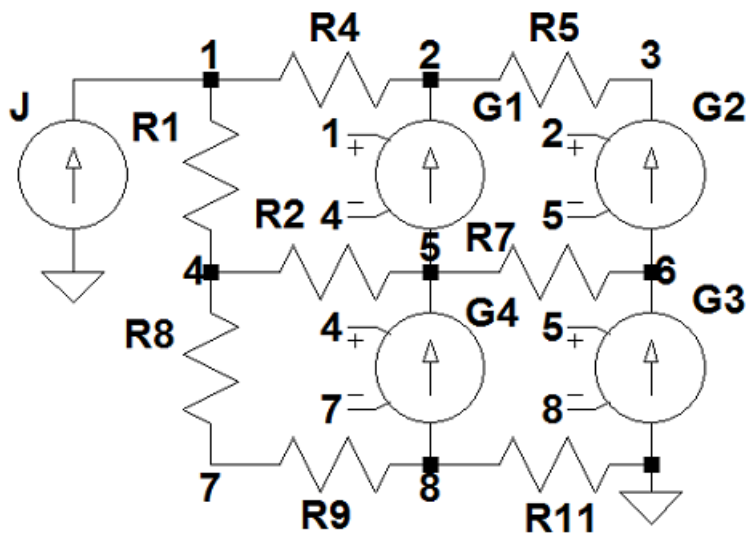 R4 R5
1 2 3
J R1 G1 G2
1 + 2 +
4 − 5 −
R2 R7
4 5 6
R8 G4 G3
4 + 5 +
7 − 8 −
7 R9 8 R11